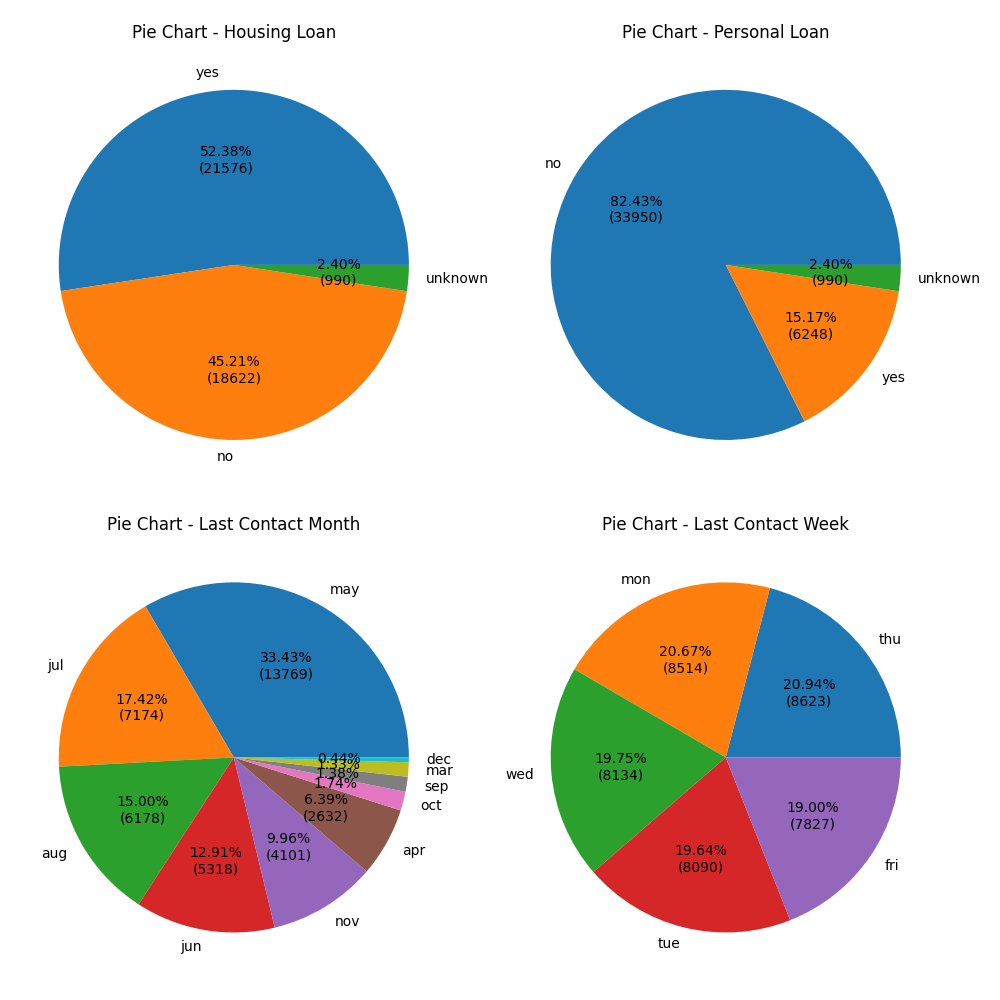 Pie Chart - Housing Loan
yes
52.38%
(21576)
2.40%
(990)
unknown
45.21%
(18622)
no
Pie Chart - Personal Loan
no
82.43%
(33950)
2.40%
(990)
unknown
15.17%
(6248)
yes
Pie Chart - Last Contact Month
may
33.43%
(13769)
jul
17.42%
(7174)
0.44%
dec
1.33%
mar
1.38%
sep
1.74%
oct
6.39%
(2632)
apr
15.00%
(6178)
aug
9.96%
(4101)
nov
12.91%
(5318)
jun
Pie Chart - Last Contact Week
mon
20.67%
(8514)
thu
20.94%
(8623)
wed
19.75%
(8134)
19.00%
(7827)
fri
19.64%
(8090)
tue